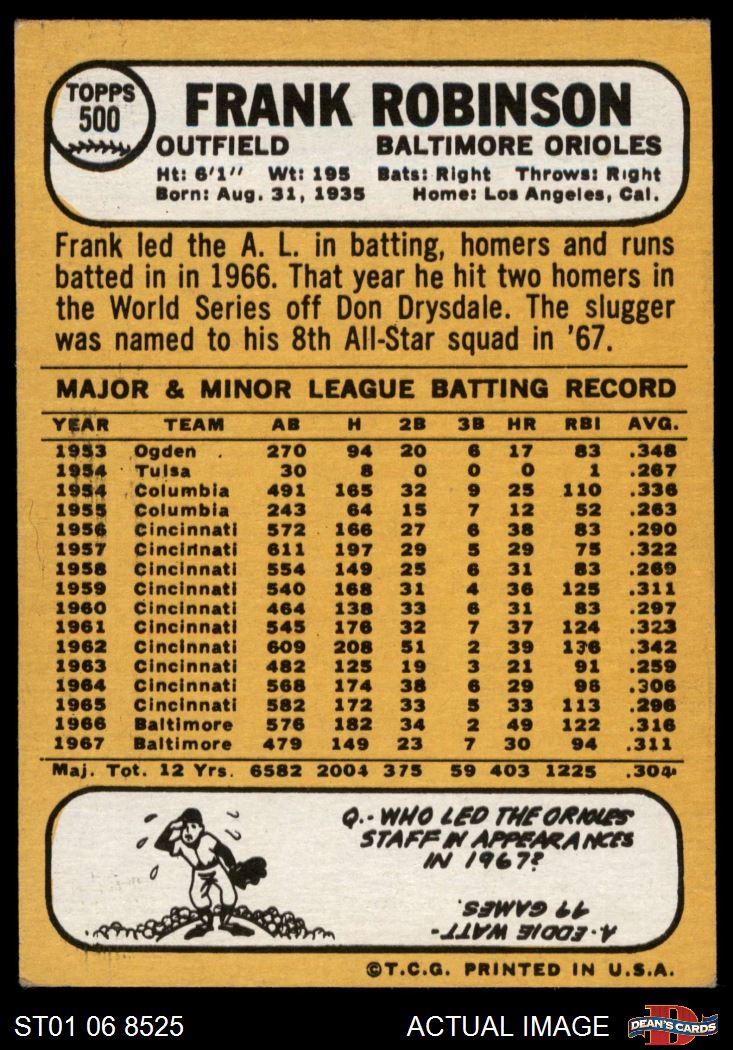 TOPPS
500
FRANK ROBINSON
OUTFIELD BALTIMORE ORIOLES
Ht: 6'1" Wt: 195 Bats: Right Throws: Right
Born: Aug. 31, 1935 Home: Los Angeles, Cal.
Frank led the A. L. in batting, homers and runs
batted in in 1966. That year he hit two homers in
the World Series off Don Drysdale. The slugger
was named to his 8th All-Star squad in '67.
MAJOR & MINOR LEAGUE BATTING RECORD
YEAR TEAM AB H 2B 3B HR RBI AVG.
1953 Ogden 270 94 20 6 17 83 .348
1954 Tulsa 30 8 0 0 0 1 .267
1954 Columbia 491 165 32 9 25 110 .336
1955 Columbia 243 64 15 7 12 52 .263
1956 Cincinnati 572 166 27 6 38 83 .290
1957 Cincinnati 611 197 29 5 29 75 .322
1958 Cincinnati 554 149 25 6 31 83 .269
1959 Cincinnati 540 168 31 4 36 125 .311
1960 Cincinnati 464 138 33 6 31 83 .297
1961 Cincinnati 545 176 32 7 37 124 .323
1962 Cincinnati 609 208 51 2 39 136 .342
1963 Cincinnati 482 125 19 3 21 91 .259
1964 Cincinnati 568 174 38 6 29 96 .306
1965 Cincinnati 582 172 33 5 33 113 .296
1966 Baltimore 576 182 34 2 49 122 .316
1967 Baltimore 479 149 23 7 30 94 .311
Maj. Tot. 12 Yrs. 6582 2004 375 59 403 1225 .304
Q.-WHO LED THE ORIOLES
STAFF IN APPEARANCES
IN 1967?
A-EDDIE WATT-
GAMES.
©T.C.G. PRINTED IN U.S.A.
ST01 06 8525 ACTUAL IMAGE
D
DEAN'S CARDS